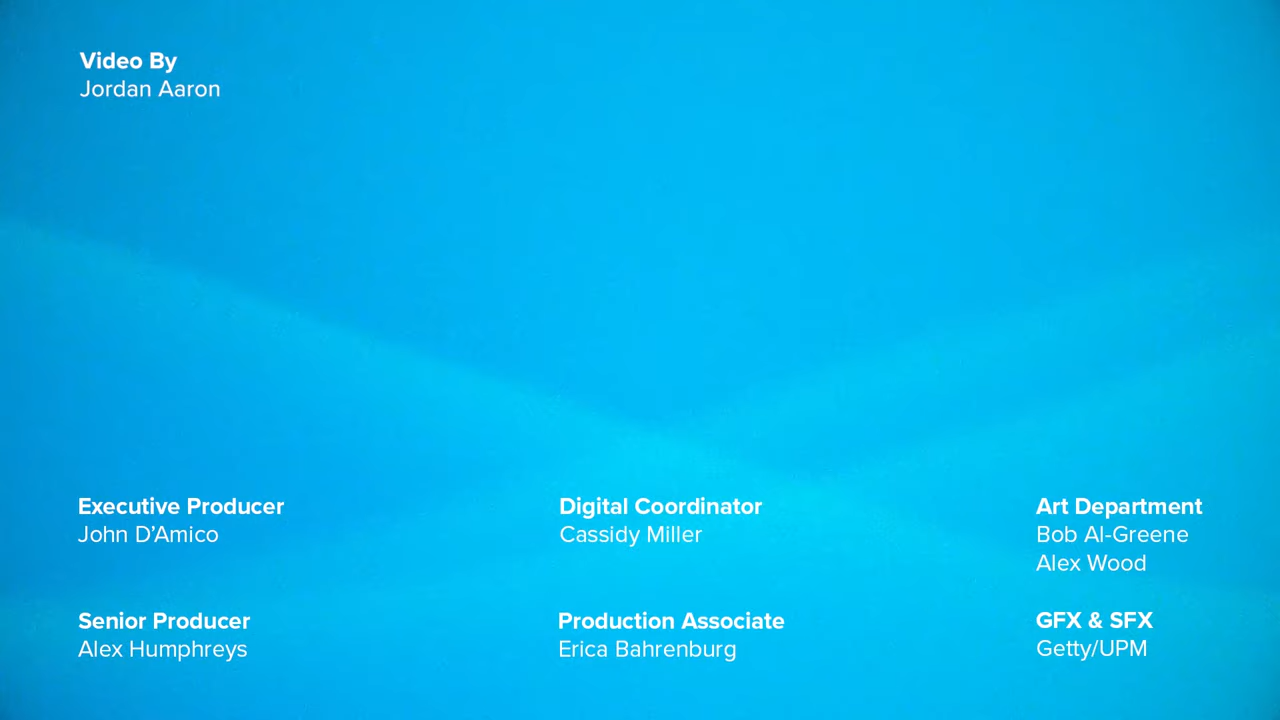 Video By
Jordan Aaron
Executive Producer
John D’Amico
Digital Coordinator
Cassidy Miller
Art Department
Bob Al-Greene
Alex Wood
Senior Producer
Alex Humphreys
Production Associate
Erica Bahrenburg
GFX & SFX
Getty/UPM